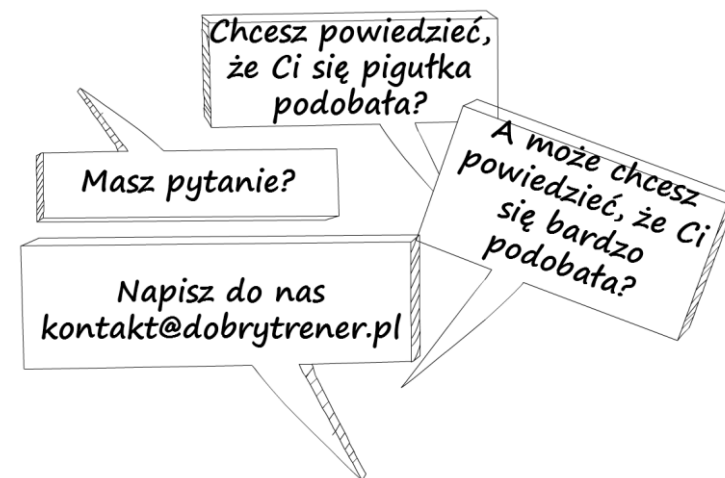 Chcesz powiedzieć,
że Ci się pigułka
podobała?
A może chcesz
powiedzieć, że Ci
się bardzo
podobała?
Masz pytanie?
Napisz do nas
kontakt@dobrytrener.pl